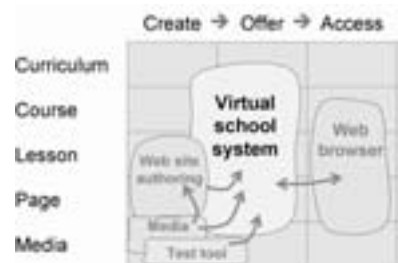 Create → Offer → Access
Curriculum
Course
Lesson
Page
Media
Virtual
school
system
Web
browser
Web site
authoring
Media
Test tool